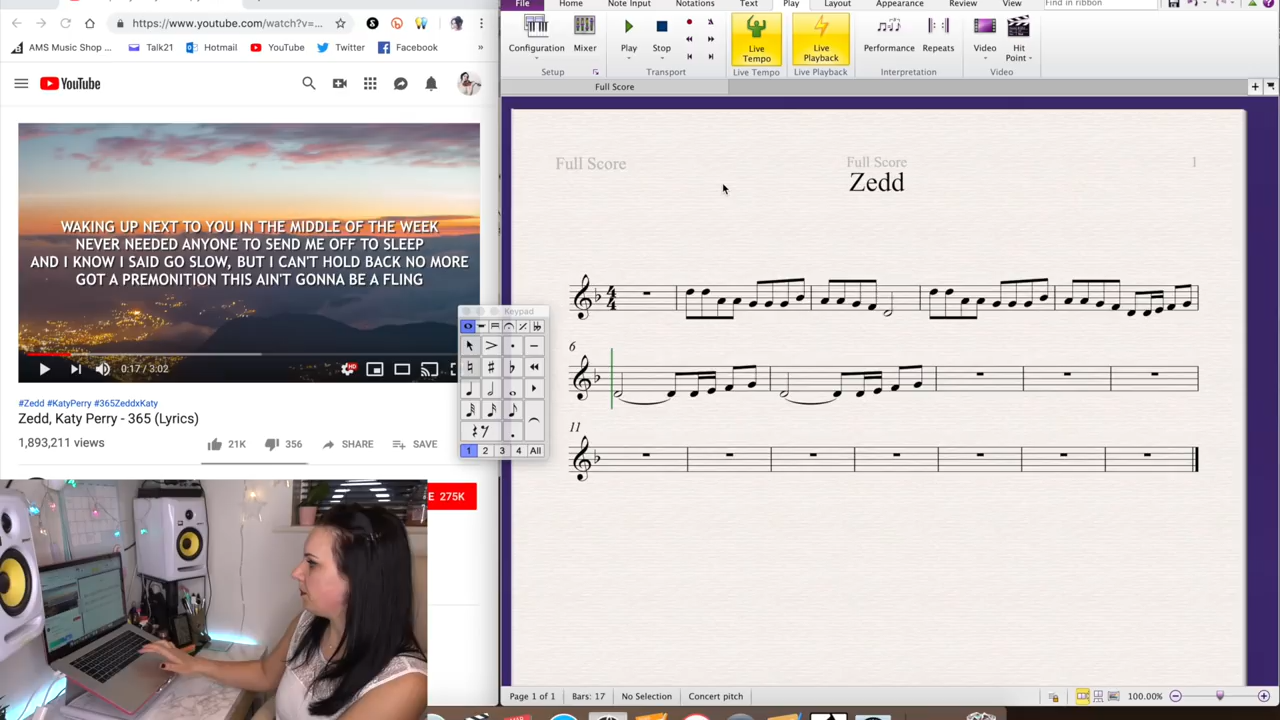 https://www.youtube.com/watch?v=...
AMS Music Shop ...
Talk21
Hotmail
YouTube
Twitter
Facebook
»
YouTube
WAKING UP NEXT TO YOU IN THE MIDDLE OF THE WEEK
NEVER NEEDED ANYONE TO SEND ME OFF TO SLEEP
AND I KNOW I SAID GO SLOW, BUT I CAN'T HOLD BACK NO MORE
GOT A PREMONITION THIS AIN'T GONNA BE A FLING
0:17 / 3:02
HD
#Zedd #KatyPerry #365ZeddxKaty
Zedd, Katy Perry - 365 (Lyrics)
1,893,211 views
21K
356
SHARE
SAVE
E 275K
File
Home
Note Input
Notations
Text
Play
Layout
Appearance
Review
View
Find in ribbon
Configuration
Mixer
Play
Stop
Live Tempo
Live Playback
Performance
Repeats
Video
Hit Point
Setup
Transport
Live Tempo
Live Playback
Interpretation
Video
Full Score
Full Score
Full Score
1
Zedd
4
4
6
11
Keypad
1 2 3 4 All
Page 1 of 1
Bars: 17
No Selection
Concert pitch
100.00%